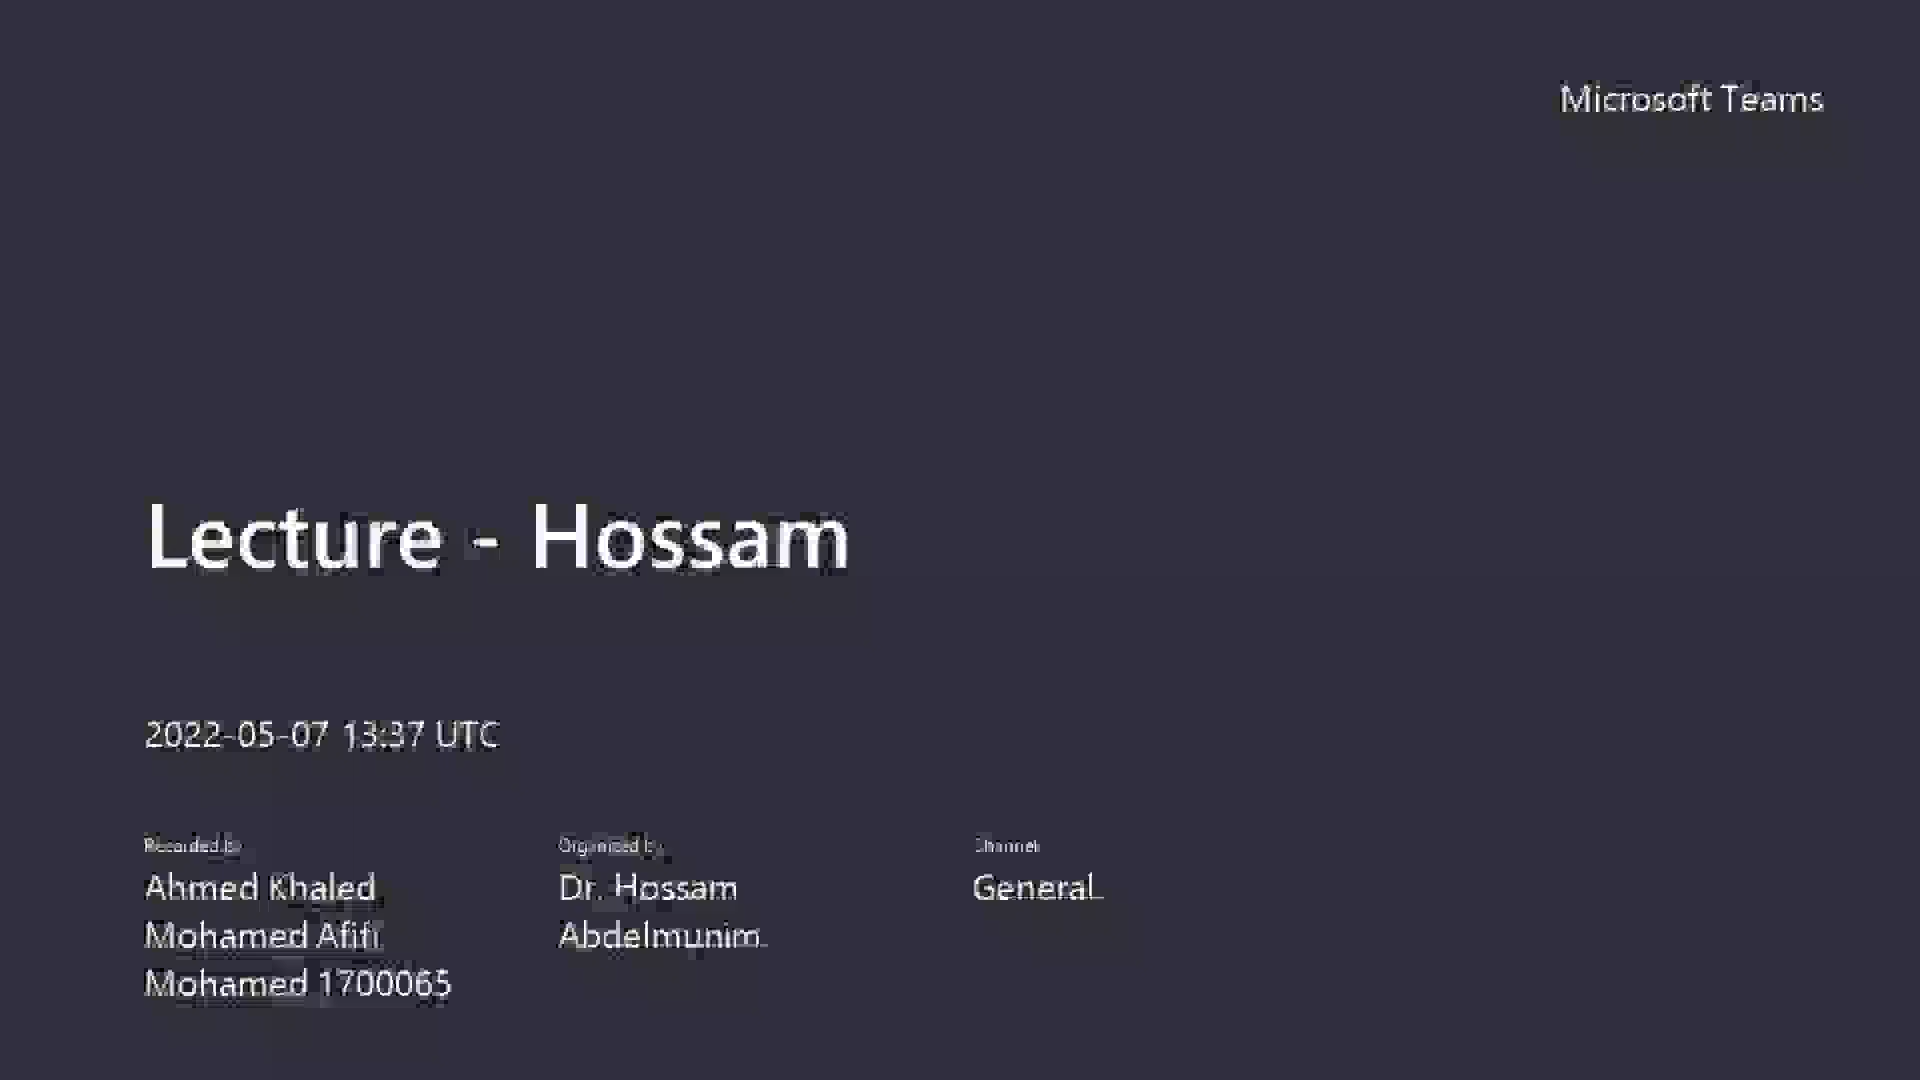 Microsoft Teams
Lecture - Hossam
2022-05-07 13:37 UTC
Recorded by
Organized by
Channel
Ahmed Khaled
Mohamed Afifi
Mohamed 1700065
Dr. Hossam
Abdelmunim
General